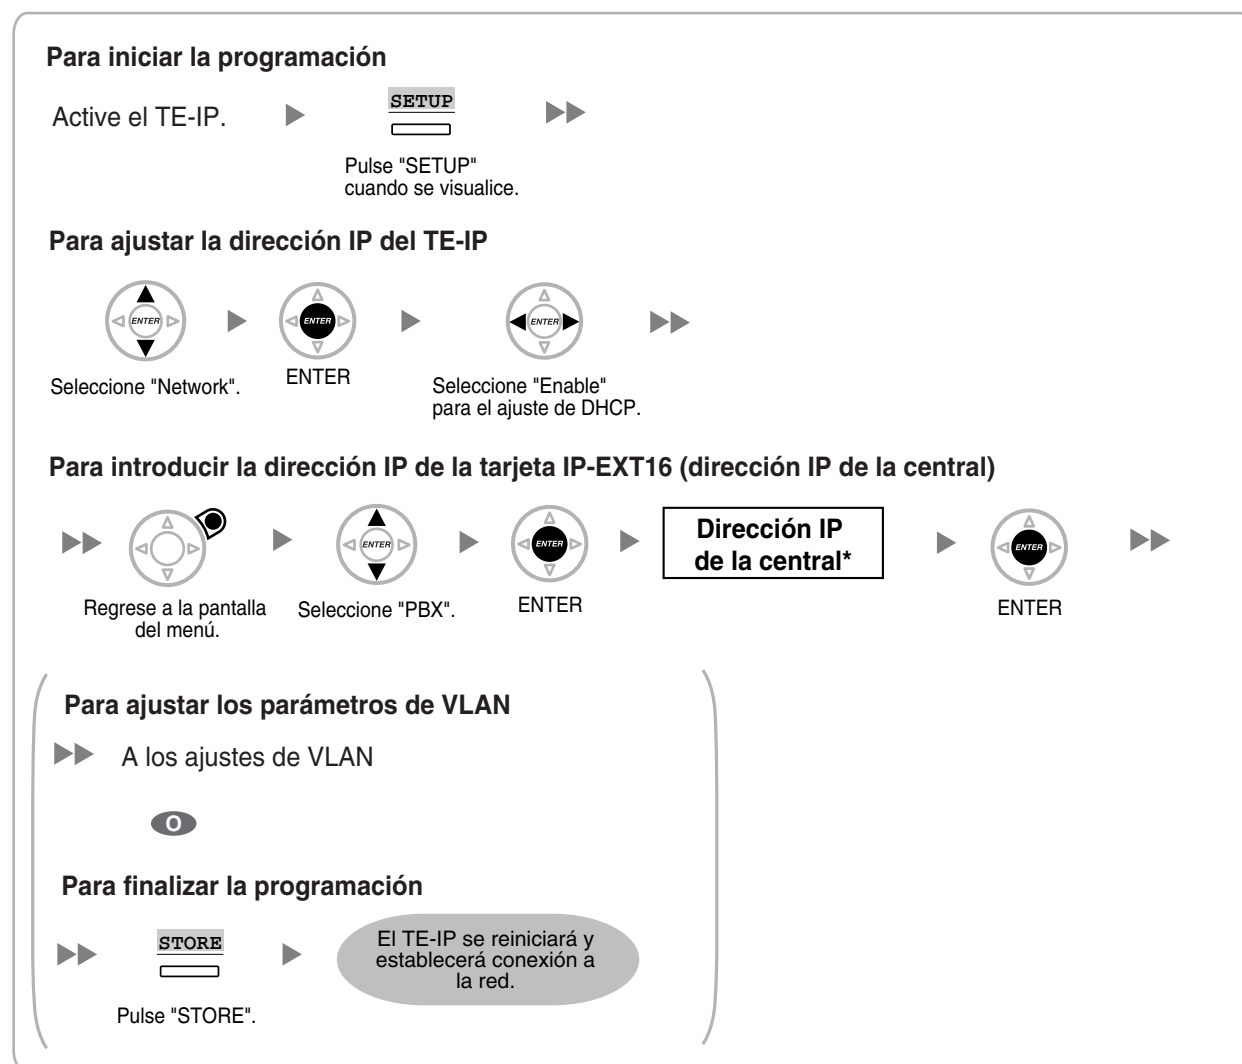 Para iniciar la programación
Active el TE-IP.
SETUP
Pulse "SETUP"
cuando se visualice.
Para ajustar la dirección IP del TE-IP
ENTER
ENTER
ENTER
Seleccione "Network".
ENTER
Seleccione "Enable"
para el ajuste de DHCP.
Para introducir la dirección IP de la tarjeta IP-EXT16 (dirección IP de la central)
ENTER
ENTER
Dirección IP
de la central*
ENTER
Regrese a la pantalla
del menú.
Seleccione "PBX".
ENTER
ENTER
Para ajustar los parámetros de VLAN
A los ajustes de VLAN
O
Para finalizar la programación
STORE
Pulse "STORE".
El TE-IP se reiniciará y
establecerá conexión a
la red.